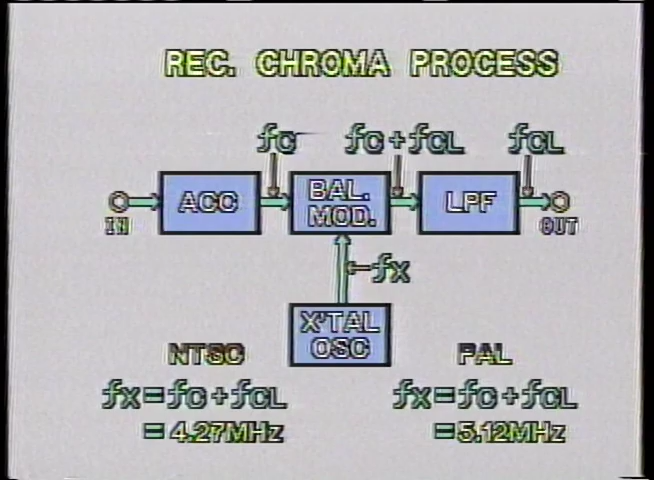 REC. CHROMA PROCESS
fC fC+fCL fCL
IN ACC BAL. MOD. LPF OUT
fX
X'TAL OSC
NTSC PAL
fX=fC+fCL fX=fC+fCL
=4.27MHz =5.12MHz